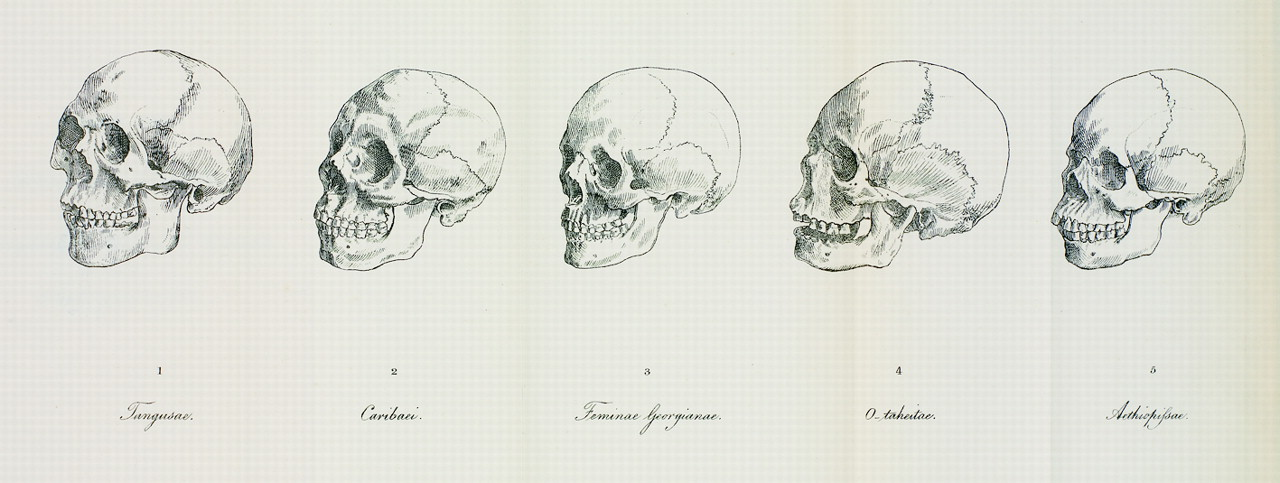 1 2 3 4 5
Tungusae. Caribaei. Feminae Georgianae. O-taheitae. Aethiopiſsae.